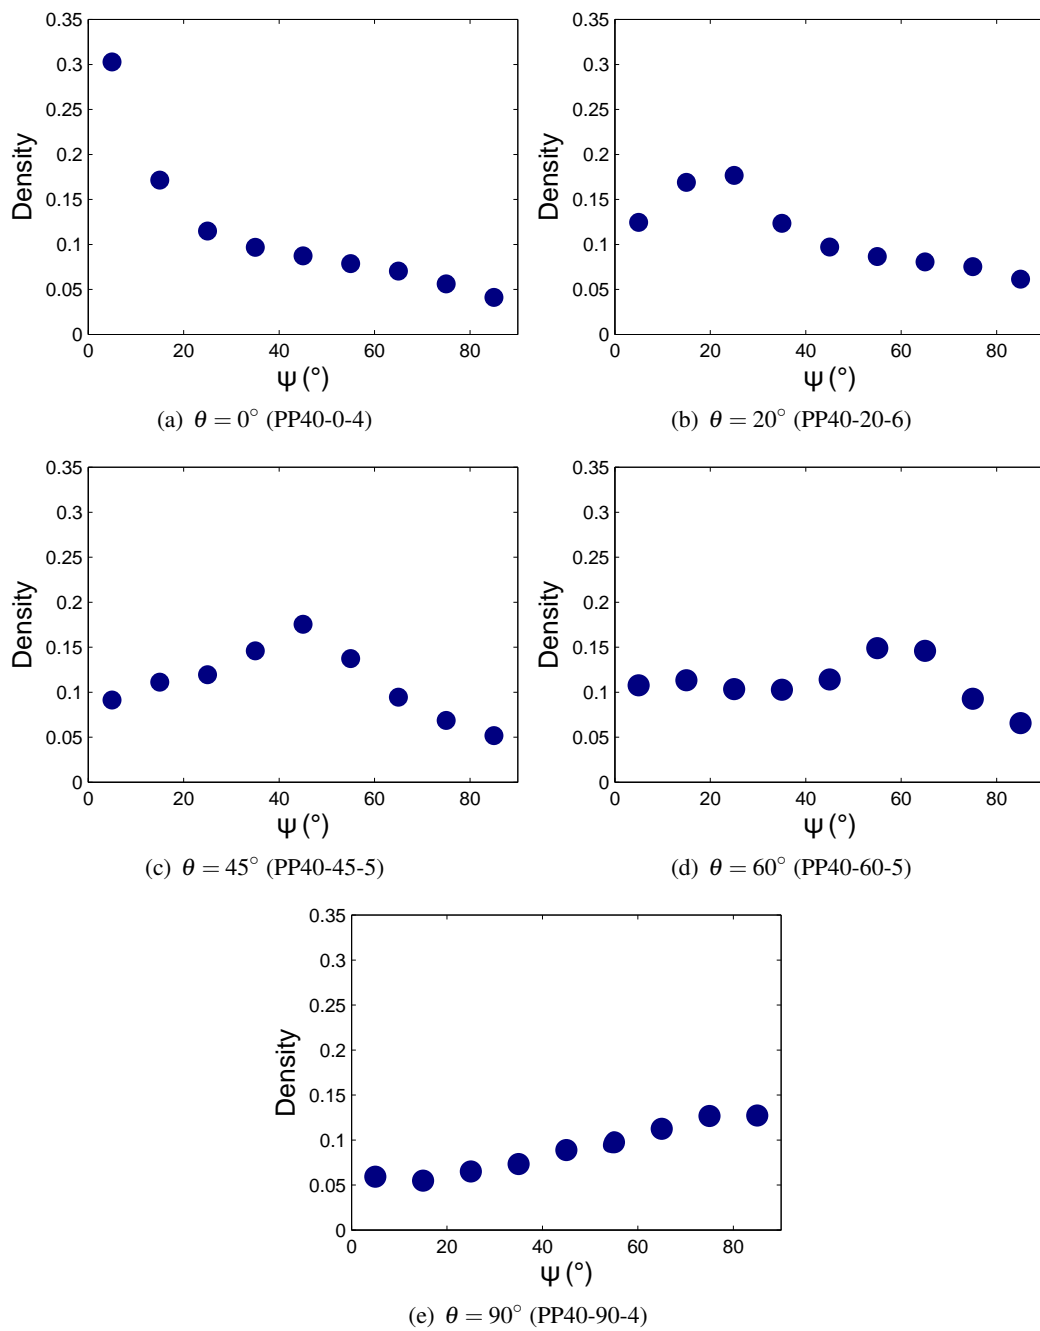 0.35
0.3
0.25
0.2
0.15
0.1
0.05
0
Density
0 20 40 60 80
ψ (°)
(a) θ = 0° (PP40-0-4)
0.35
0.3
0.25
0.2
0.15
0.1
0.05
0
Density
0 20 40 60 80
ψ (°)
(b) θ = 20° (PP40-20-6)
0.35
0.3
0.25
0.2
0.15
0.1
0.05
0
Density
0 20 40 60 80
ψ (°)
(c) θ = 45° (PP40-45-5)
0.35
0.3
0.25
0.2
0.15
0.1
0.05
0
Density
0 20 40 60 80
ψ (°)
(d) θ = 60° (PP40-60-5)
0.35
0.3
0.25
0.2
0.15
0.1
0.05
0
Density
0 20 40 60 80
ψ (°)
(e) θ = 90° (PP40-90-4)